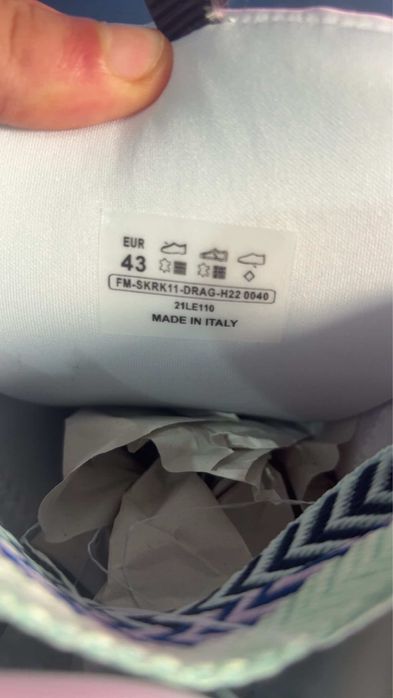 EUR
43
FM-SKRK11-DRAG-H22 0040
21LE110
MADE IN ITALY